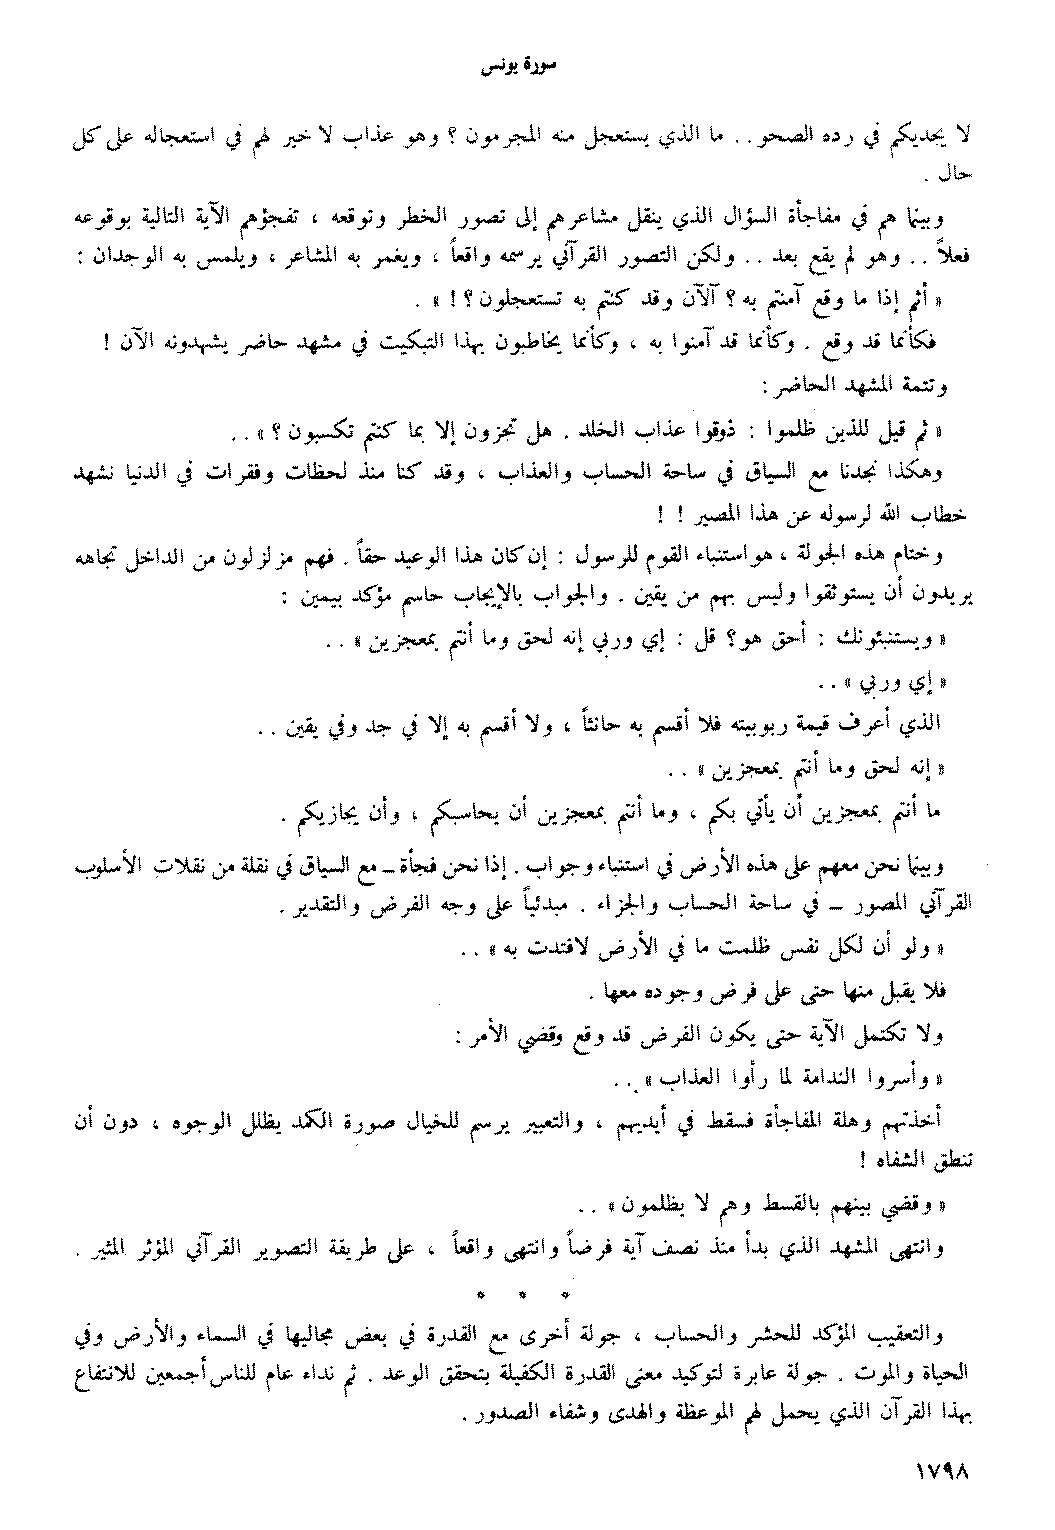 سورة يونس
لا يجديكم في رده الصحو .. ما الذي يستعجل منه المجرمون ؟ وهو عذاب لا خير لهم في استعجاله على كل
حال .
وبينما هم في مفاجأة السؤال الذي ينقل مشاعرهم إلى تصور الخطر وتوقعه ، تفجؤهم الآية التالية بوقوعه
فعلاً .. وهو لم يقع بعد .. ولكن التصور القرآني يرسمه واقعاً ، ويغمر به المشاعر ، ويلمس به الوجدان :
« أثم إذا ما وقع آمنتم به ؟ آلآن وقد كنتم به تستعجلون ؟ ! » .
فكأنما قد وقع . وكأنما قد آمنوا به ، وكأنما يخاطبون بهذا التبكيت في مشهد حاضر يشهدونه الآن !
وتتمة المشهد الحاضر :
« ثم قيل للذين ظلموا : ذوقوا عذاب الخلد . هل تجزون إلا بما كنتم تكسبون ؟ » ..
وهكذا نجدنا مع السياق في ساحة الحساب والعذاب ، وقد كنا منذ لحظات وفقرات في الدنيا نشهد
خطاب الله لرسوله عن هذا المصير ! !
وختام هذه الجولة ، هو استنباء القوم للرسول : إن كان هذا الوعيد حقاً . فهم مزلزلون من الداخل تجاهه
يريدون أن يستوثقوا وليس بهم من يقين . والجواب بالإيجاب حاسم مؤكد بيمين :
« ويستنبئونك : أحق هو؟ قل : إي وربي إنه لحق وما أنتم بمعجزين » ..
« إي وربي » ..
الذي أعرف قيمة ربوبيته فلا أقسم به حانثاً ، ولا أقسم به إلا في جد وفي يقين ..
« إنه لحق وما أنتم بمعجزين » ..
ما أنتم بمعجزين أن يأتي بكم ، وما أنتم بمعجزين أن يحاسبكم ، وأن يجازيكم .
وبينما نحن معهم على هذه الأرض في استنباء وجواب . إذا نحن فجأة ــ مع السياق في نقلة من نقلات الأسلوب
القرآني المصور ــ في ساحة الحساب والجزاء . مبدئياً على وجه الفرض والتقدير .
« ولو أن لكل نفس ظلمت ما في الأرض لافتدت به » ..
فلا يقبل منها حتى على فرض وجوده معها .
ولا تكتمل الآية حتى يكون الفرض قد وقع وقضي الأمر :
« وأسروا الندامة لما رأوا العذاب » ..
أخذتهم وهلة المفاجأة فسقط في أيديهم ، والتعبير يرسم للخيال صورة الكمد يظلل الوجوه ، دون أن
تنطق الشفاه !
« وقضي بينهم بالقسط وهم لا يظلمون » ..
وانتهى المشهد الذي بدأ منذ نصف آية فرضاً وانتهى واقعاً ، على طريقة التصوير القرآني المؤثر المثير .
* * *
والتعقيب المؤكد للحشر والحساب ، جولة أخرى مع القدرة في بعض مجاليها في السماء والأرض وفي
الحياة والموت . جولة عابرة لتوكيد معنى القدرة الكفيلة بتحقق الوعد . ثم نداء عام للناس أجمعين للانتفاع
بهذا القرآن الذي يحمل لهم الموعظة والهدى وشفاء الصدور .
١٧٩٨